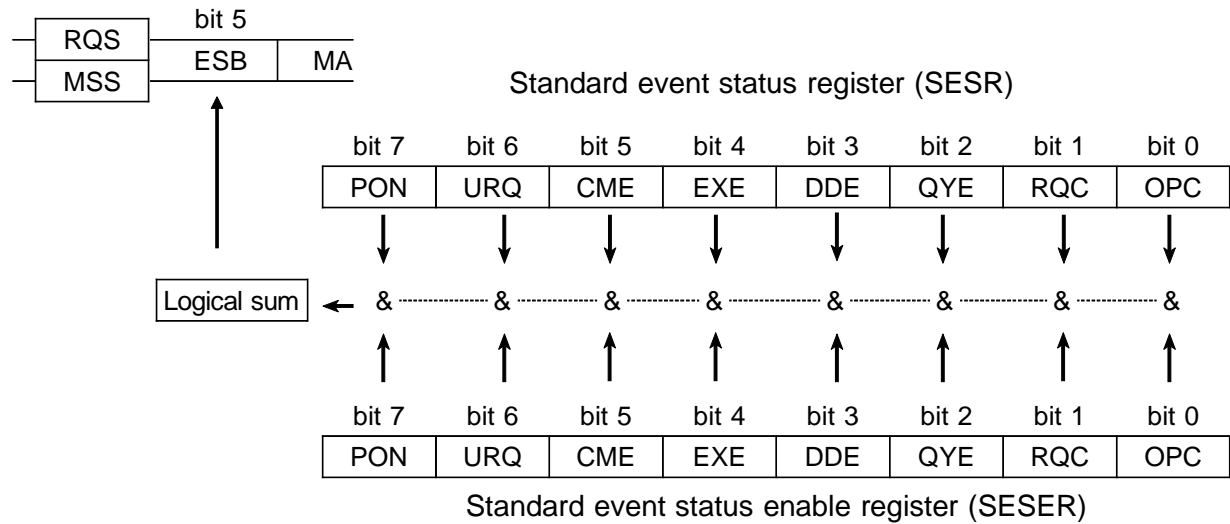 bit 5
RQS
ESB MA
MSS
Standard event status register (SESR)
bit 7 bit 6 bit 5 bit 4 bit 3 bit 2 bit 1 bit 0
PON URQ CME EXE DDE QYE RQC OPC
Logical sum & & & & & & & &
bit 7 bit 6 bit 5 bit 4 bit 3 bit 2 bit 1 bit 0
PON URQ CME EXE DDE QYE RQC OPC
Standard event status enable register (SESER)